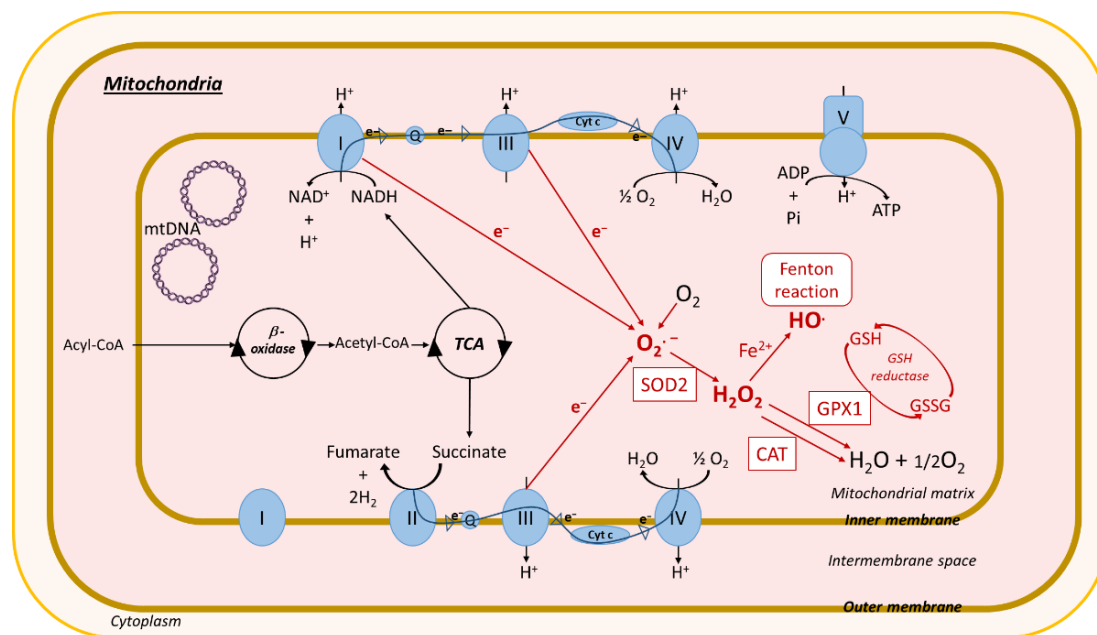 Mitochondria
H⁺
H⁺
H⁺
I
e–
Q
e–
III
Cyt c
e–
IV
V
NAD⁺
NADH
+
H⁺
½ O₂
H₂O
ADP
+
Pi
H⁺
ATP
mtDNA
e⁻
e⁻
Fenton
reaction
O₂
HO·
O₂·⁻
Fe²⁺
GSH
GSH
reductase
GSSG
Acyl-CoA
β-
oxidase
Acetyl-CoA
TCA
SOD2
H₂O₂
GPX1
e⁻
CAT
H₂O + 1/2O₂
Fumarate
+
2H₂
Succinate
H₂O
½ O₂
Mitochondrial matrix
I
II
e⁻
Q
III
e⁻
Cyt c
e⁻
IV
Inner membrane
H⁺
H⁺
Intermembrane space
Outer membrane
Cytoplasm